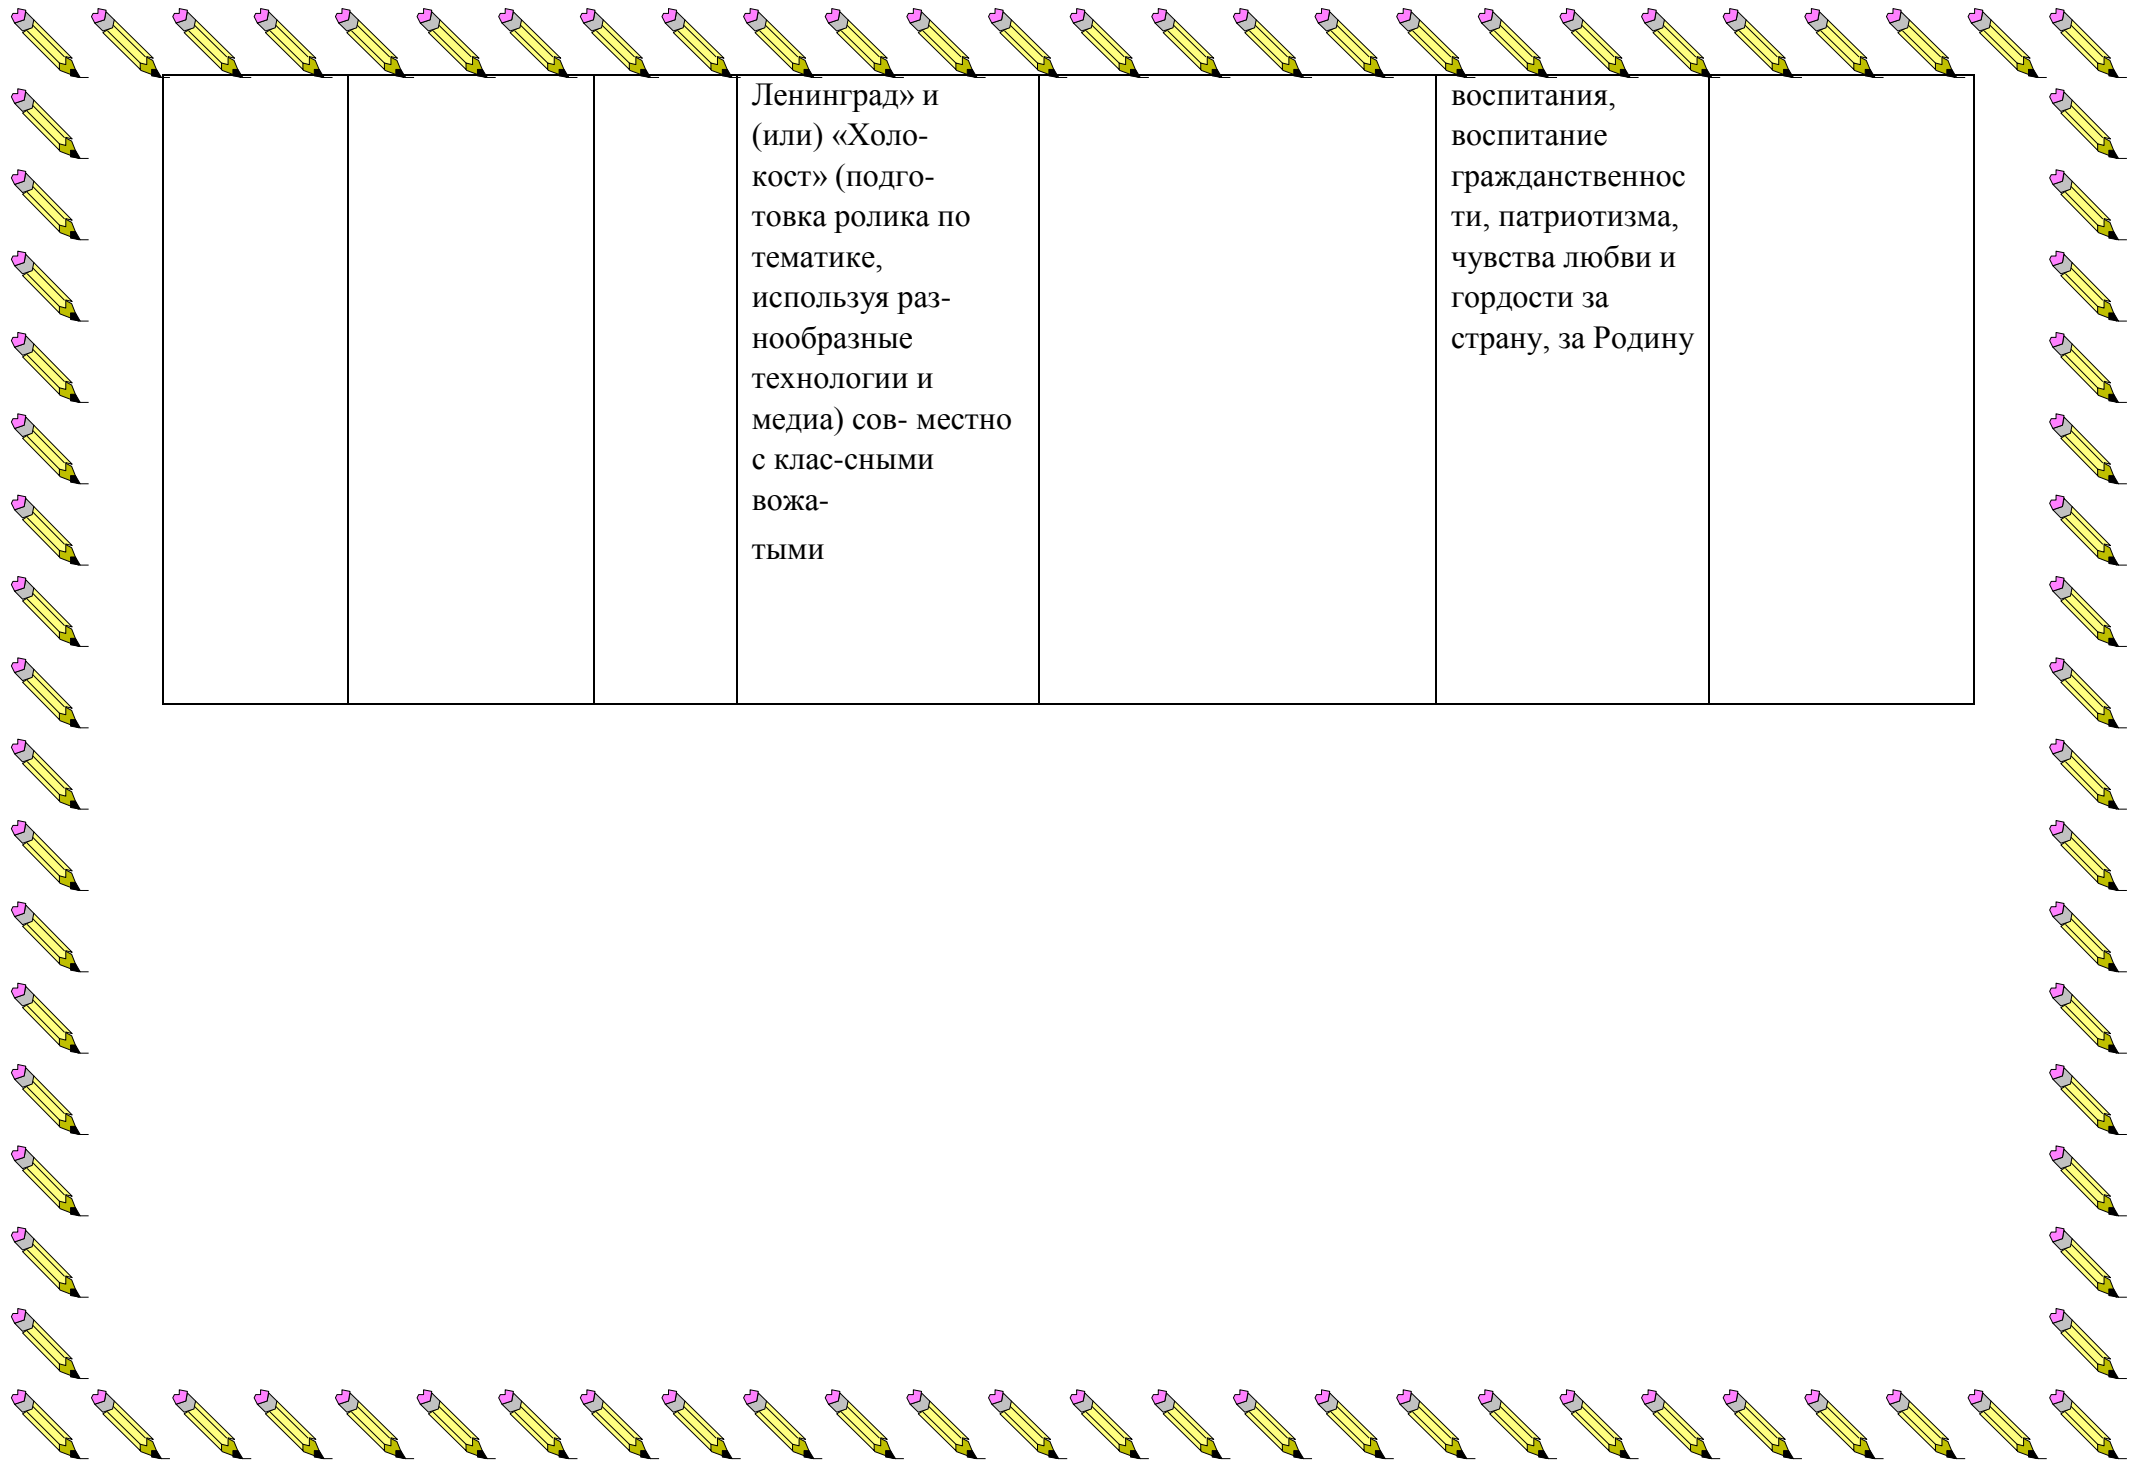 Ленинград» и
(или) «Холо-
кост» (подго-
товка ролика по
тематике,
используя раз-
нообразные
технологии и
медиа) сов- местно
с клас-сными
вожа-
тыми
воспитания,
воспитание
гражданственнос
ти, патриотизма,
чувства любви и
гордости за
страну, за Родину